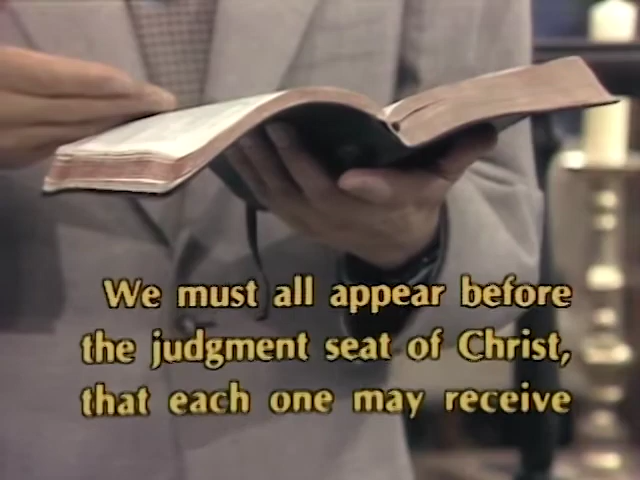 We must all appear before
the judgment seat of Christ,
that each one may receive